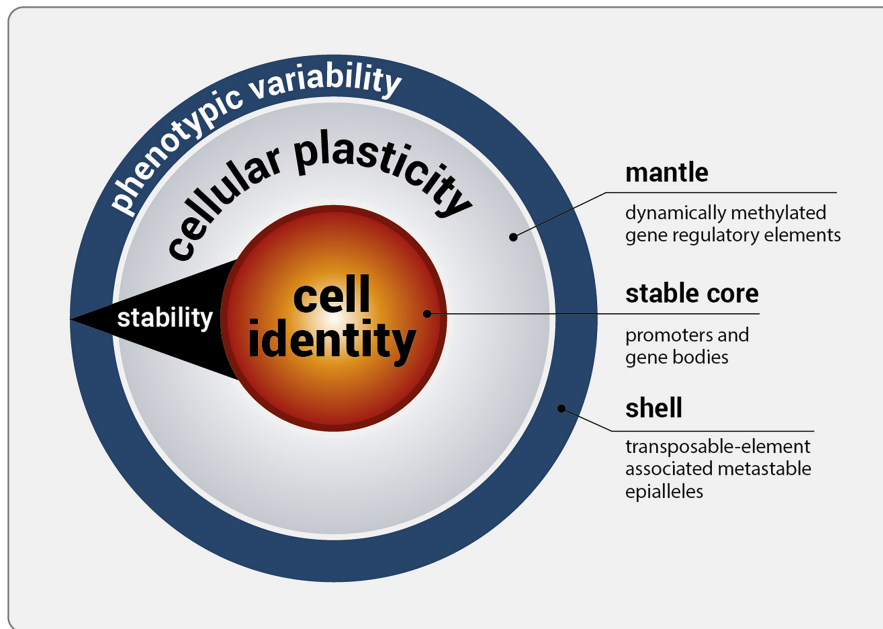 phenotypic variability
cellular plasticity
stability
cell
identity
mantle
dynamically methylated
gene regulatory elements
stable core
promoters and
gene bodies
shell
transposable-element
associated metastable
epialleles